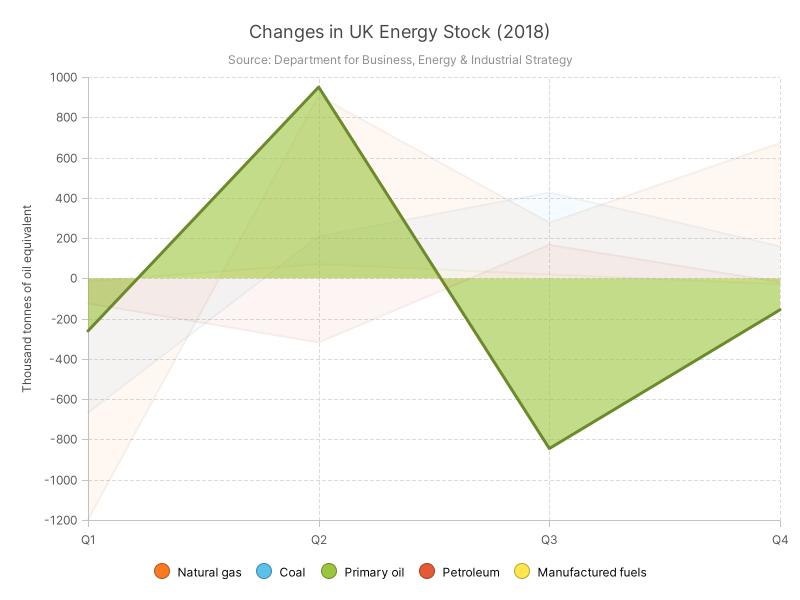 Changes in UK Energy Stock (2018)
Source: Department for Business, Energy & Industrial Strategy
Thousand tonnes of oil equivalent
1000
800
600
400
200
0
-200
-400
-600
-800
-1000
-1200
Q1 Q2 Q3 Q4
Natural gas Coal Primary oil Petroleum Manufactured fuels